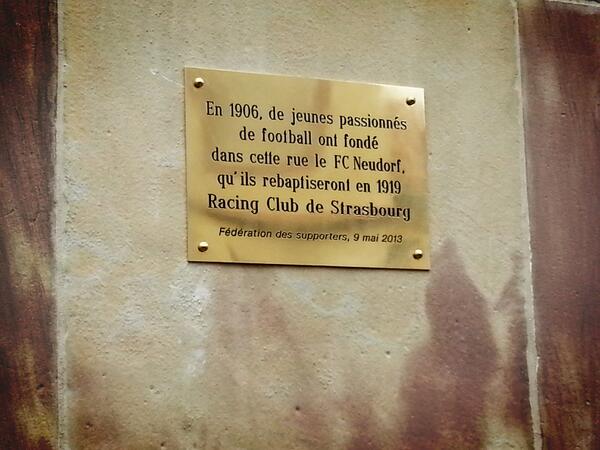 En 1906, de jeunes passionnés
de football ont fondé
dans cette rue le FC Neudorf,
qu'ils rebaptiseront en 1919
Racing Club de Strasbourg
Fédération des supporters, 9 mai 2013